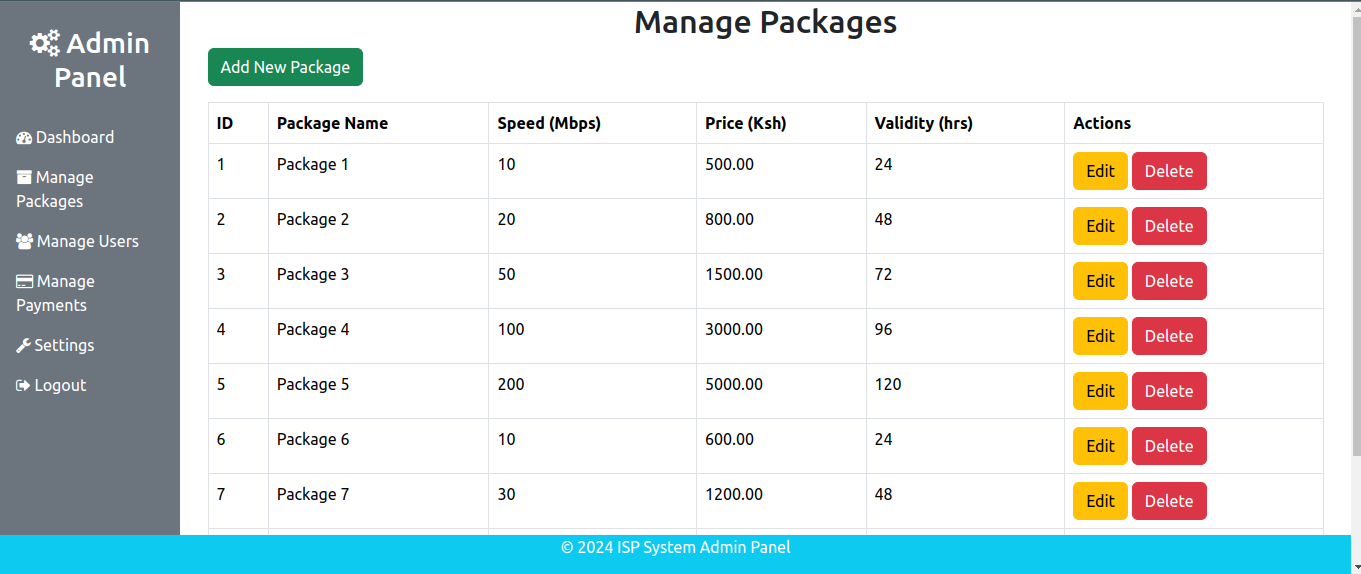 Admin
Panel
Dashboard
Manage
Packages
Manage Users
Manage
Payments
Settings
Logout
Manage Packages
Add New Package
ID Package Name Speed (Mbps) Price (Ksh) Validity (hrs) Actions
1 Package 1 10 500.00 24 Edit Delete
2 Package 2 20 800.00 48 Edit Delete
3 Package 3 50 1500.00 72 Edit Delete
4 Package 4 100 3000.00 96 Edit Delete
5 Package 5 200 5000.00 120 Edit Delete
6 Package 6 10 600.00 24 Edit Delete
7 Package 7 30 1200.00 48 Edit Delete
© 2024 ISP System Admin Panel